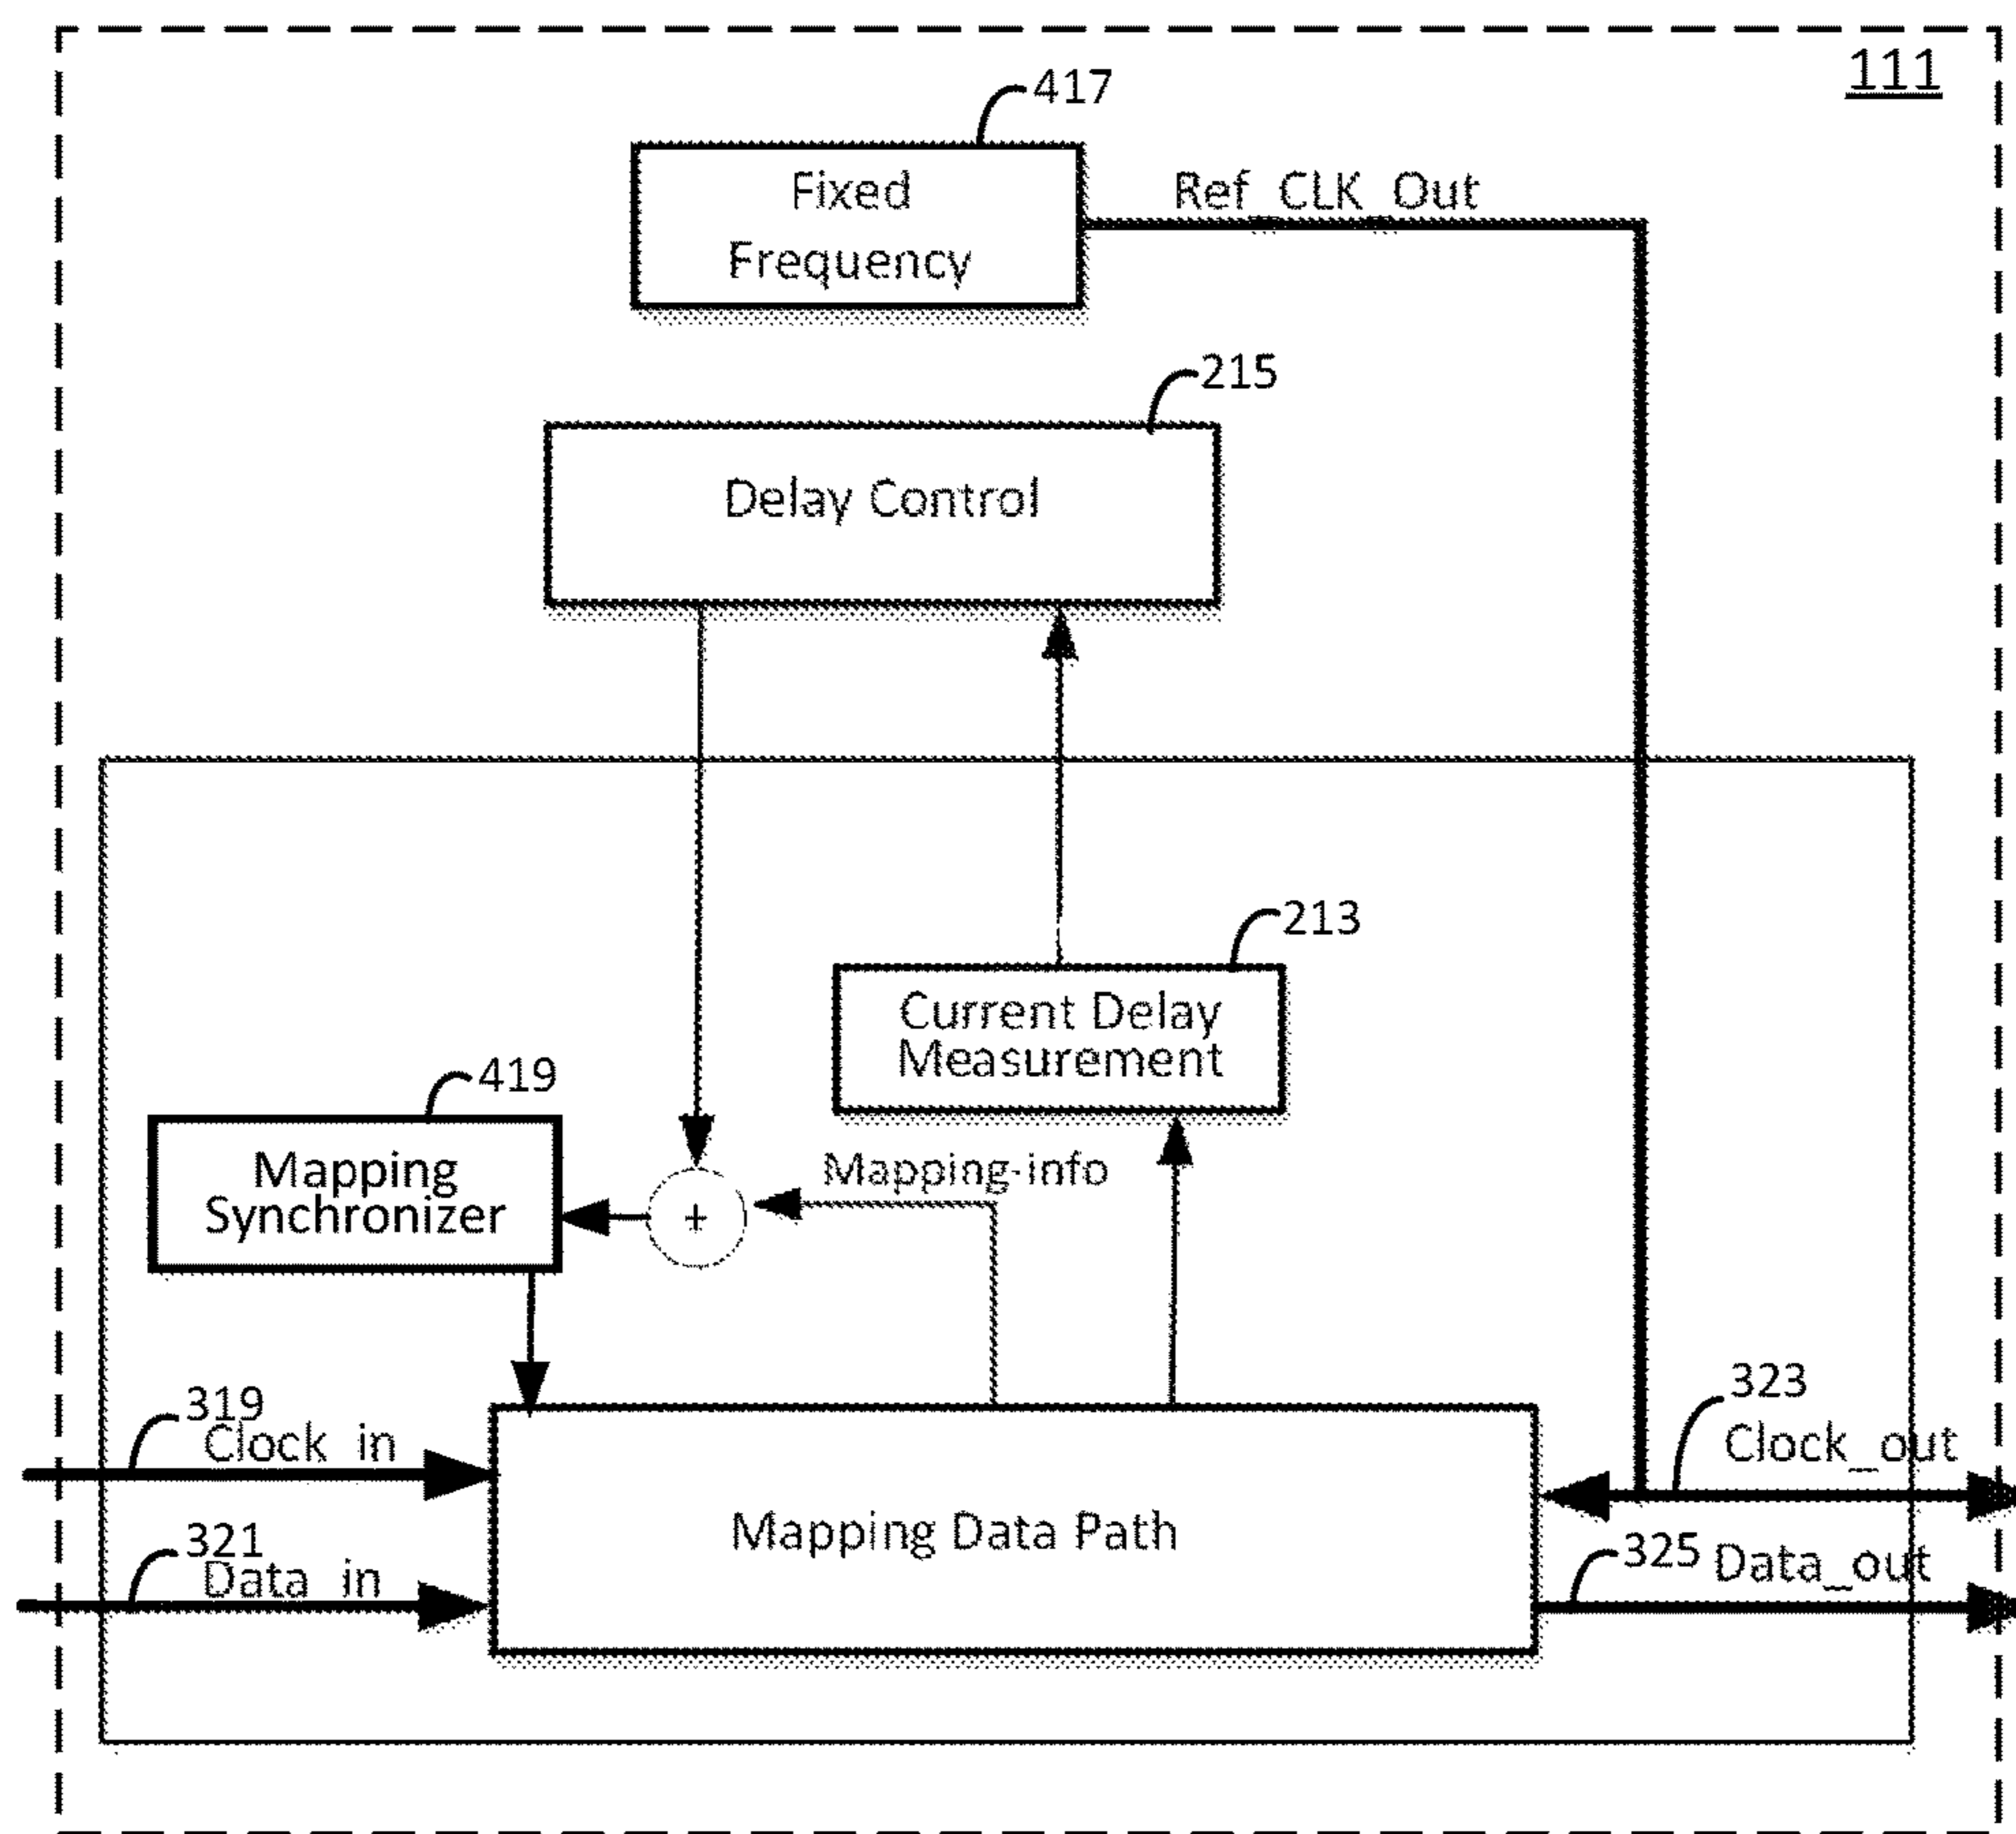 111
417
Fixed
Frequency
Ref_CLK_Out
215
Delay Control
213
Current Delay
Measurement
419
Mapping
Synchronizer
+
Mapping-info
319
Clock_in
321
Data_in
Mapping Data Path
323
Clock_out
325
Data_out